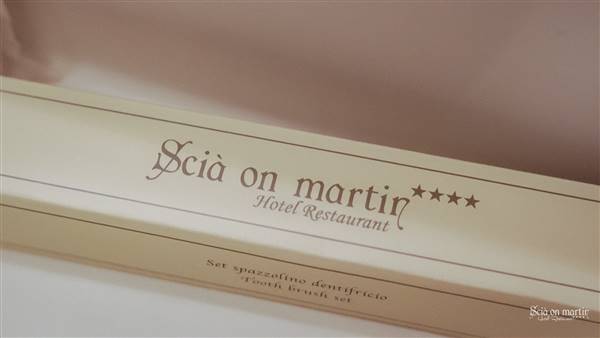 Scià on martin ★★★★
Hotel Restaurant
Set spazzolino dentifricio
Tooth brush set
Scià on martin